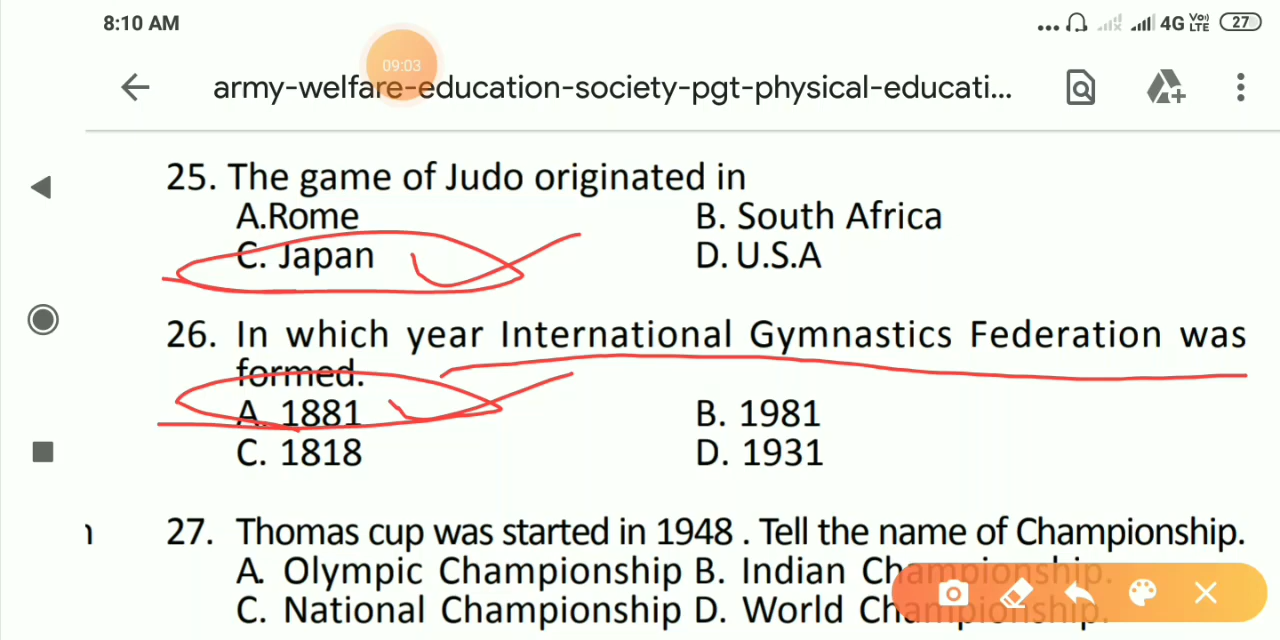 8:10 AM
4G Vo) LTE 27
09:03
army-welfare-education-society-pgt-physical-educati...
25. The game of Judo originated in
A.Rome B. South Africa
C. Japan D. U.S.A
26. In which year International Gymnastics Federation was
formed.
A. 1881 B. 1981
C. 1818 D. 1931
27. Thomas cup was started in 1948 . Tell the name of Championship.
A. Olympic Championship B. Indian Championship.
C. National Championship D. World Championship.